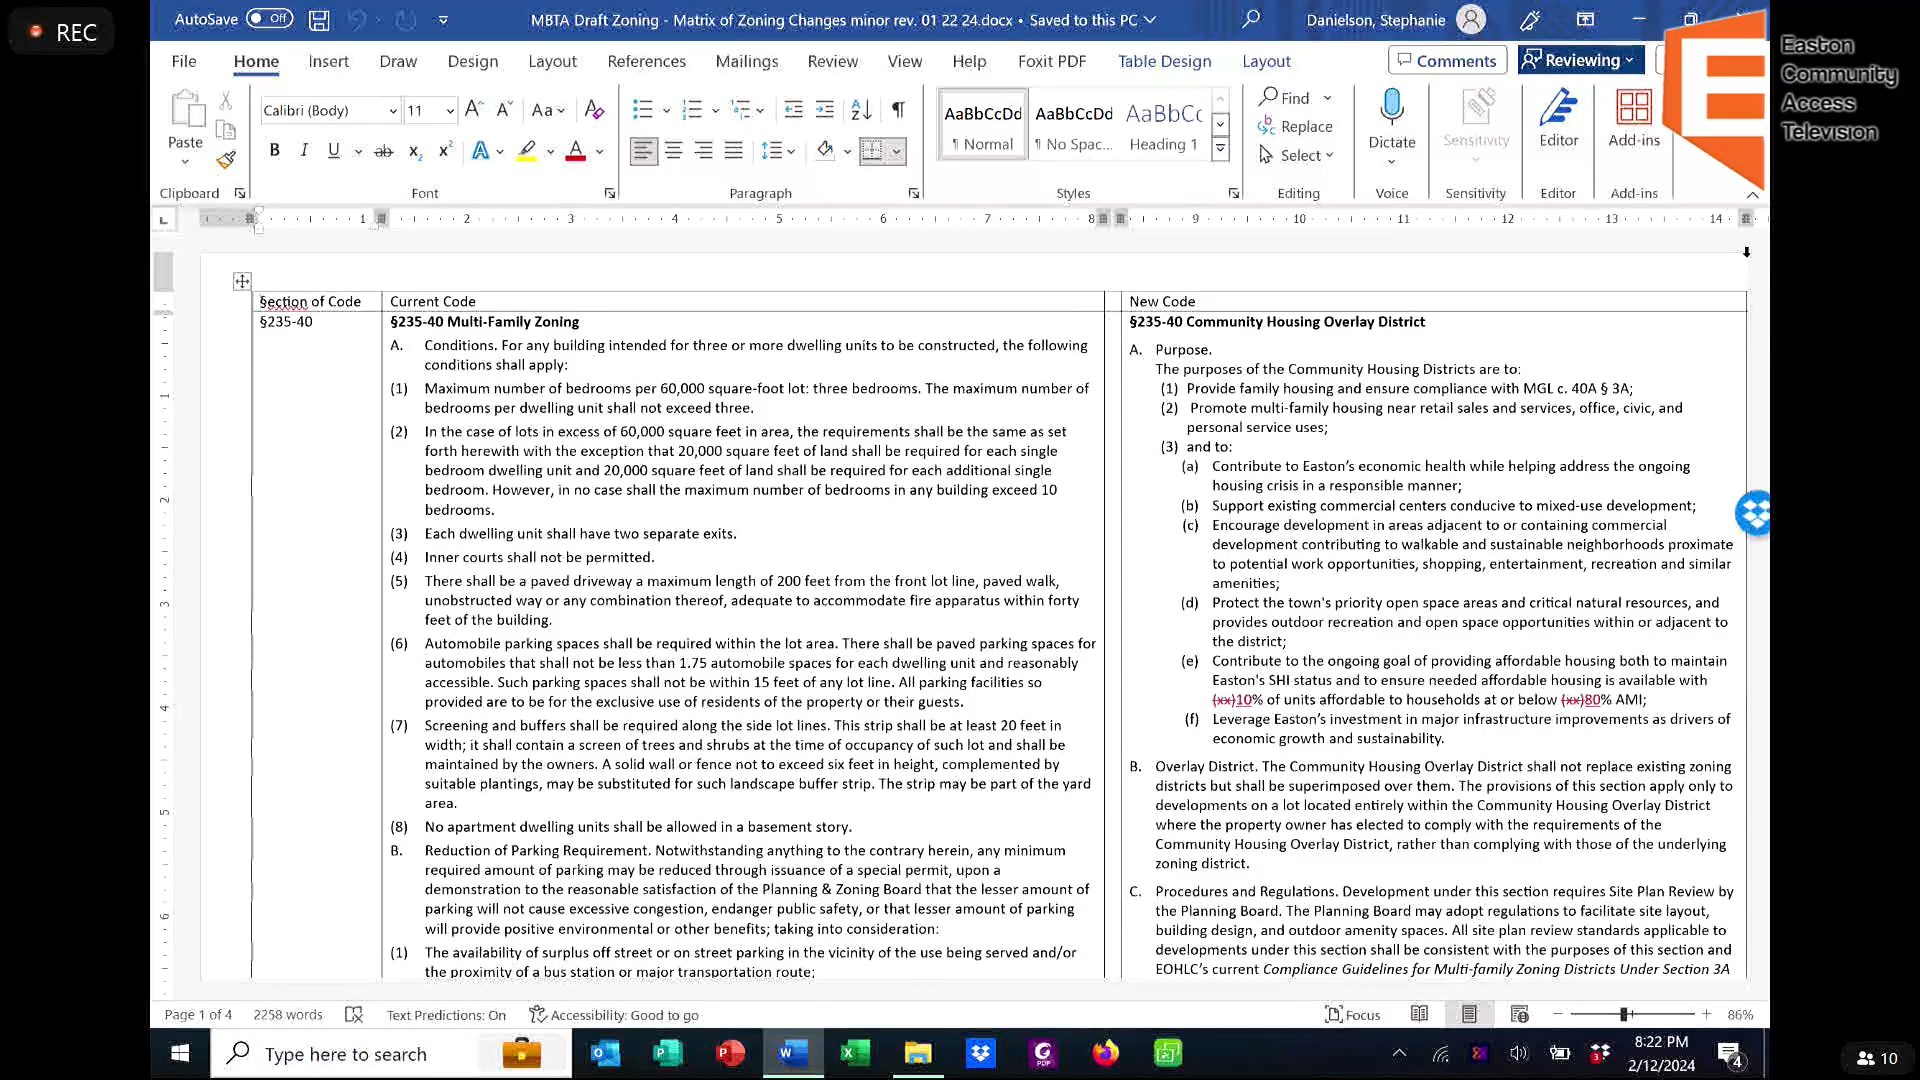 REC
AutoSave Off
MBTA Draft Zoning - Matrix of Zoning Changes minor rev. 01 22 24.docx • Saved to this PC
Danielson, Stephanie
Easton
Community
Access
Television
File Home Insert Draw Design Layout References Mailings Review View Help Foxit PDF Table Design Layout
Comments
Reviewing
Paste
Calibri (Body) 11
Aa
B I U ab x₂ x² A A
AaBbCcDd AaBbCcDd AaBbCc
¶ Normal ¶ No Spac... Heading 1
Find
Replace
Select
Dictate
Sensitivity
Editor
Add-ins
Clipboard Font Paragraph Styles Editing Voice Sensitivity Editor Add-ins
1 2 3 4 5 6 7 8 9 10 11 12 13 14
Section of Code Current Code New Code
§235-40
§235-40 Multi-Family Zoning
A. Conditions. For any building intended for three or more dwelling units to be constructed, the following
conditions shall apply:
(1) Maximum number of bedrooms per 60,000 square-foot lot: three bedrooms. The maximum number of
bedrooms per dwelling unit shall not exceed three.
(2) In the case of lots in excess of 60,000 square feet in area, the requirements shall be the same as set
forth herewith with the exception that 20,000 square feet of land shall be required for each single
bedroom dwelling unit and 20,000 square feet of land shall be required for each additional single
bedroom. However, in no case shall the maximum number of bedrooms in any building exceed 10
bedrooms.
(3) Each dwelling unit shall have two separate exits.
(4) Inner courts shall not be permitted.
(5) There shall be a paved driveway a maximum length of 200 feet from the front lot line, paved walk,
unobstructed way or any combination thereof, adequate to accommodate fire apparatus within forty
feet of the building.
(6) Automobile parking spaces shall be required within the lot area. There shall be paved parking spaces for
automobiles that shall not be less than 1.75 automobile spaces for each dwelling unit and reasonably
accessible. Such parking spaces shall not be within 15 feet of any lot line. All parking facilities so
provided are to be for the exclusive use of residents of the property or their guests.
(7) Screening and buffers shall be required along the side lot lines. This strip shall be at least 20 feet in
width; it shall contain a screen of trees and shrubs at the time of occupancy of such lot and shall be
maintained by the owners. A solid wall or fence not to exceed six feet in height, complemented by
suitable plantings, may be substituted for such landscape buffer strip. The strip may be part of the yard
area.
(8) No apartment dwelling units shall be allowed in a basement story.
B. Reduction of Parking Requirement. Notwithstanding anything to the contrary herein, any minimum
required amount of parking may be reduced through issuance of a special permit, upon a
demonstration to the reasonable satisfaction of the Planning & Zoning Board that the lesser amount of
parking will not cause excessive congestion, endanger public safety, or that lesser amount of parking
will provide positive environmental or other benefits; taking into consideration:
(1) The availability of surplus off street or on street parking in the vicinity of the use being served and/or
the proximity of a bus station or major transportation route;
§235-40 Community Housing Overlay District
A. Purpose.
The purposes of the Community Housing Districts are to:
(1) Provide family housing and ensure compliance with MGL c. 40A § 3A;
(2) Promote multi-family housing near retail sales and services, office, civic, and
personal service uses;
(3) and to:
(a) Contribute to Easton’s economic health while helping address the ongoing
housing crisis in a responsible manner;
(b) Support existing commercial centers conducive to mixed-use development;
(c) Encourage development in areas adjacent to or containing commercial
development contributing to walkable and sustainable neighborhoods proximate
to potential work opportunities, shopping, entertainment, recreation and similar
amenities;
(d) Protect the town's priority open space areas and critical natural resources, and
provides outdoor recreation and open space opportunities within or adjacent to
the district;
(e) Contribute to the ongoing goal of providing affordable housing both to maintain
Easton's SHI status and to ensure needed affordable housing is available with
(xx)10% of units affordable to households at or below (xx)80% AMI;
(f) Leverage Easton’s investment in major infrastructure improvements as drivers of
economic growth and sustainability.
B. Overlay District. The Community Housing Overlay District shall not replace existing zoning
districts but shall be superimposed over them. The provisions of this section apply only to
developments on a lot located entirely within the Community Housing Overlay District
where the property owner has elected to comply with the requirements of the
Community Housing Overlay District, rather than complying with those of the underlying
zoning district.
C. Procedures and Regulations. Development under this section requires Site Plan Review by
the Planning Board. The Planning Board may adopt regulations to facilitate site layout,
building design, and outdoor amenity spaces. All site plan review standards applicable to
developments under this section shall be consistent with the purposes of this section and
EOHLC’s current Compliance Guidelines for Multi-family Zoning Districts Under Section 3A
1
2
3
4
5
6
Page 1 of 4 2258 words Text Predictions: On Accessibility: Good to go Focus 86%
Type here to search
8:22 PM
2/12/2024
4
10